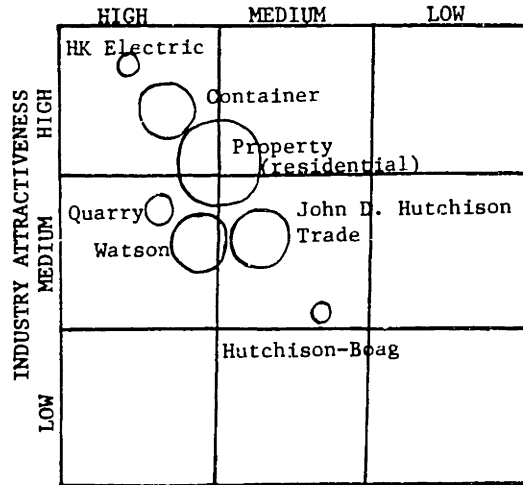 HIGH MEDIUM LOW
HK Electric
Container
Property
(residential)
Quarry
John D. Hutchison
Watson
Trade
Hutchison-Boag
INDUSTRY ATTRACTIVENESS
HIGH
MEDIUM
LOW